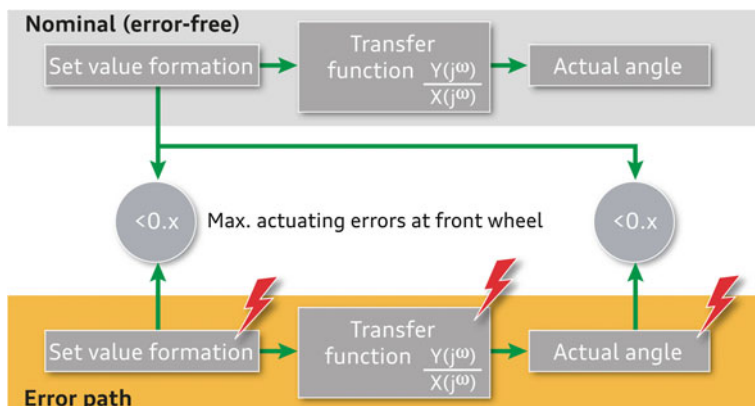 Nominal (error-free)
Set value formation
Transfer
function Y(jω)
X(jω)
Actual angle
<0.x
Max. actuating errors at front wheel
<0.x
Set value formation
Transfer
function Y(jω)
X(jω)
Actual angle
Error path